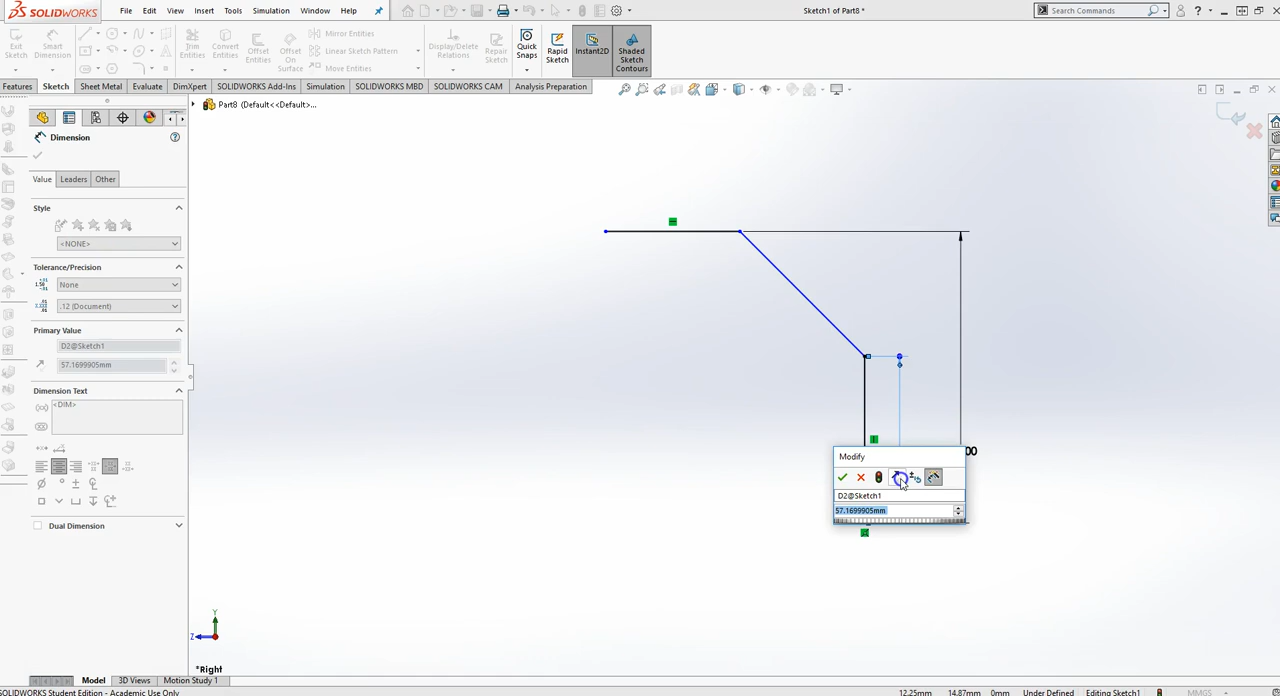 SOLIDWORKS
File Edit View Insert Tools Simulation Window Help
Sketch1 of Part8 *
Search Commands
Exit Sketch
Smart Dimension
Trim Entities
Convert Entities
Offset Entities
Offset On Surface
Mirror Entities
Linear Sketch Pattern
Move Entities
Display/Delete Relations
Repair Sketch
Quick Snaps
Rapid Sketch
Instant2D
Shaded Sketch Contours
Features Sketch Sheet Metal Evaluate DimXpert SOLIDWORKS Add-Ins Simulation SOLIDWORKS MBD SOLIDWORKS CAM Analysis Preparation
Part8 (Default<<Default>...
Dimension
Value Leaders Other
Style
<NONE>
Tolerance/Precision
None
.12 (Document)
Primary Value
D2@Sketch1
57.1699905mm
Dimension Text
<DIM>
Dual Dimension
00
Modify
D2@Sketch1
57.1699905mm
Y
Z
*Right
Model 3D Views Motion Study 1
SOLIDWORKS Student Edition - Academic Use Only
12.25mm 14.87mm 0mm Under Defined Editing Sketch1 MMGS